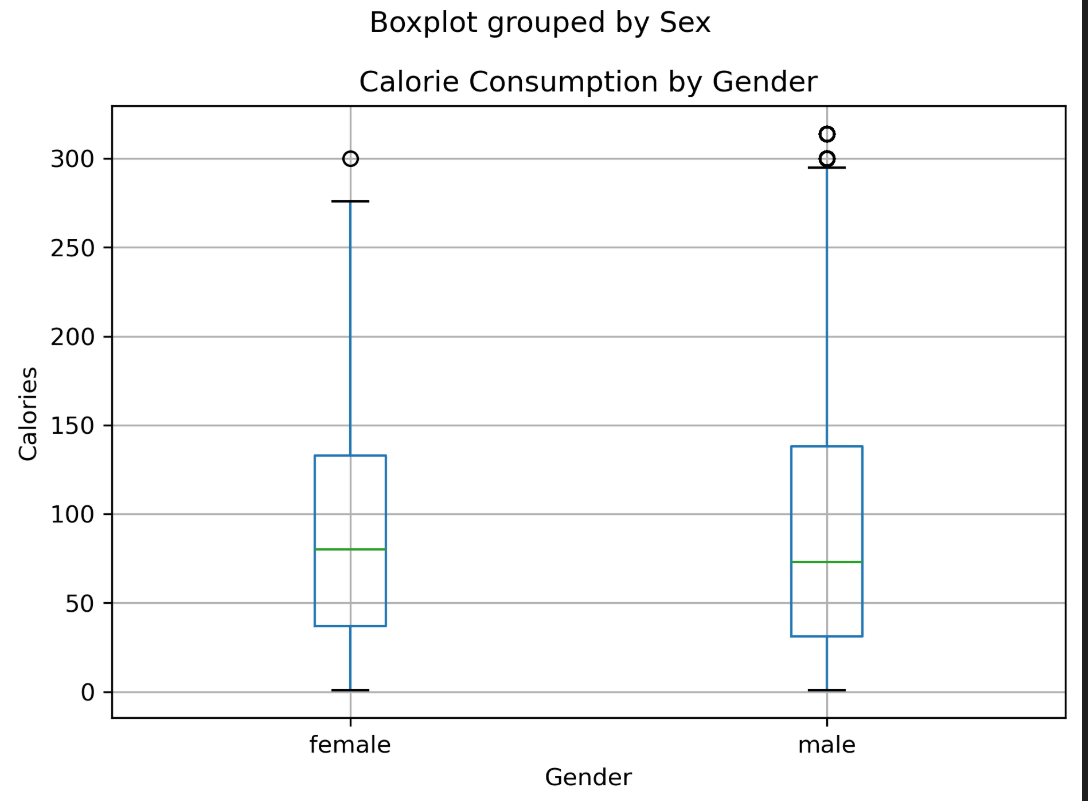 Boxplot grouped by Sex
Calorie Consumption by Gender
300
250
200
150
100
50
0
Calories
female
male
Gender